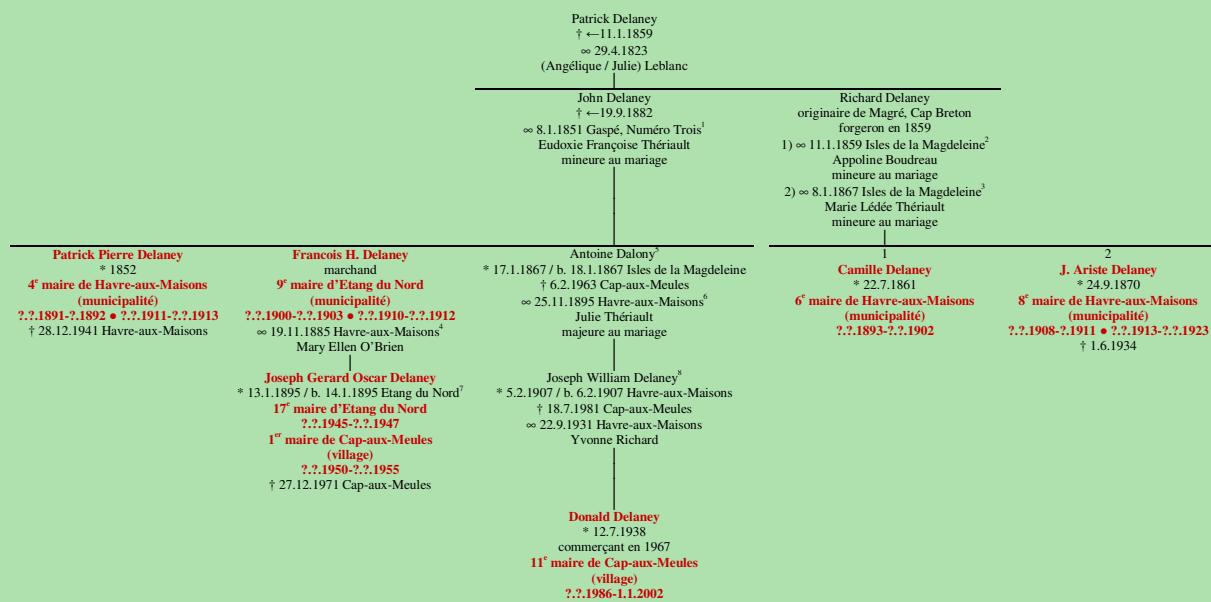 Patrick Delaney
† ←11.1.1859
∞ 29.4.1823
(Angélique / Julie) Leblanc
John Delaney
† ←19.9.1882
∞ 8.1.1851 Gaspé, Numéro Trois¹
Eudoxie Françoise Thériault
mineure au mariage
Richard Delaney
originaire de Magré, Cap Breton
forgeron en 1859
1) ∞ 11.1.1859 Isles de la Magdeleine²
Appoline Boudreau
mineure au mariage
2) ∞ 8.1.1867 Isles de la Magdeleine³
Marie Lédée Thériault
mineure au mariage
Patrick Pierre Delaney
* 1852
4e maire de Havre-aux-Maisons
(municipalité)
?.?.1891-?.1892 ● ?.?.1911-?.?.1913
† 28.12.1941 Havre-aux-Maisons
Francois H. Delaney
marchand
9e maire d’Etang du Nord
(municipalité)
?.?.1900-?.?.1903 ● ?.?.1910-?.?.1912
∞ 19.11.1885 Havre-aux-Maisons⁴
Mary Ellen O’Brien
Antoine Dalony⁵
* 17.1.1867 / b. 18.1.1867 Isles de la Magdeleine
† 6.2.1963 Cap-aux-Meules
∞ 25.11.1895 Havre-aux-Maisons⁶
Julie Thériault
majeure au mariage
1
Camille Delaney
* 22.7.1861
6e maire de Havre-aux-Maisons
(municipalité)
?.?.1893-?.?.1902
2
J. Ariste Delaney
* 24.9.1870
8e maire de Havre-aux-Maisons
(municipalité)
?.?.1908-?.1911 ● ?.?.1913-?.?.1923
† 1.6.1934
Joseph Gerard Oscar Delaney
* 13.1.1895 / b. 14.1.1895 Etang du Nord⁷
17e maire d’Etang du Nord
?.?.1945-?.?.1947
1er maire de Cap-aux-Meules
(village)
?.?.1950-?.?.1955
† 27.12.1971 Cap-aux-Meules
Joseph William Delaney⁸
* 5.2.1907 / b. 6.2.1907 Havre-aux-Maisons
† 18.7.1981 Cap-aux-Meules
∞ 22.9.1931 Havre-aux-Maisons
Yvonne Richard
Donald Delaney
* 12.7.1938
commerçant en 1967
11e maire de Cap-aux-Meules
(village)
?.?.1986-1.1.2002